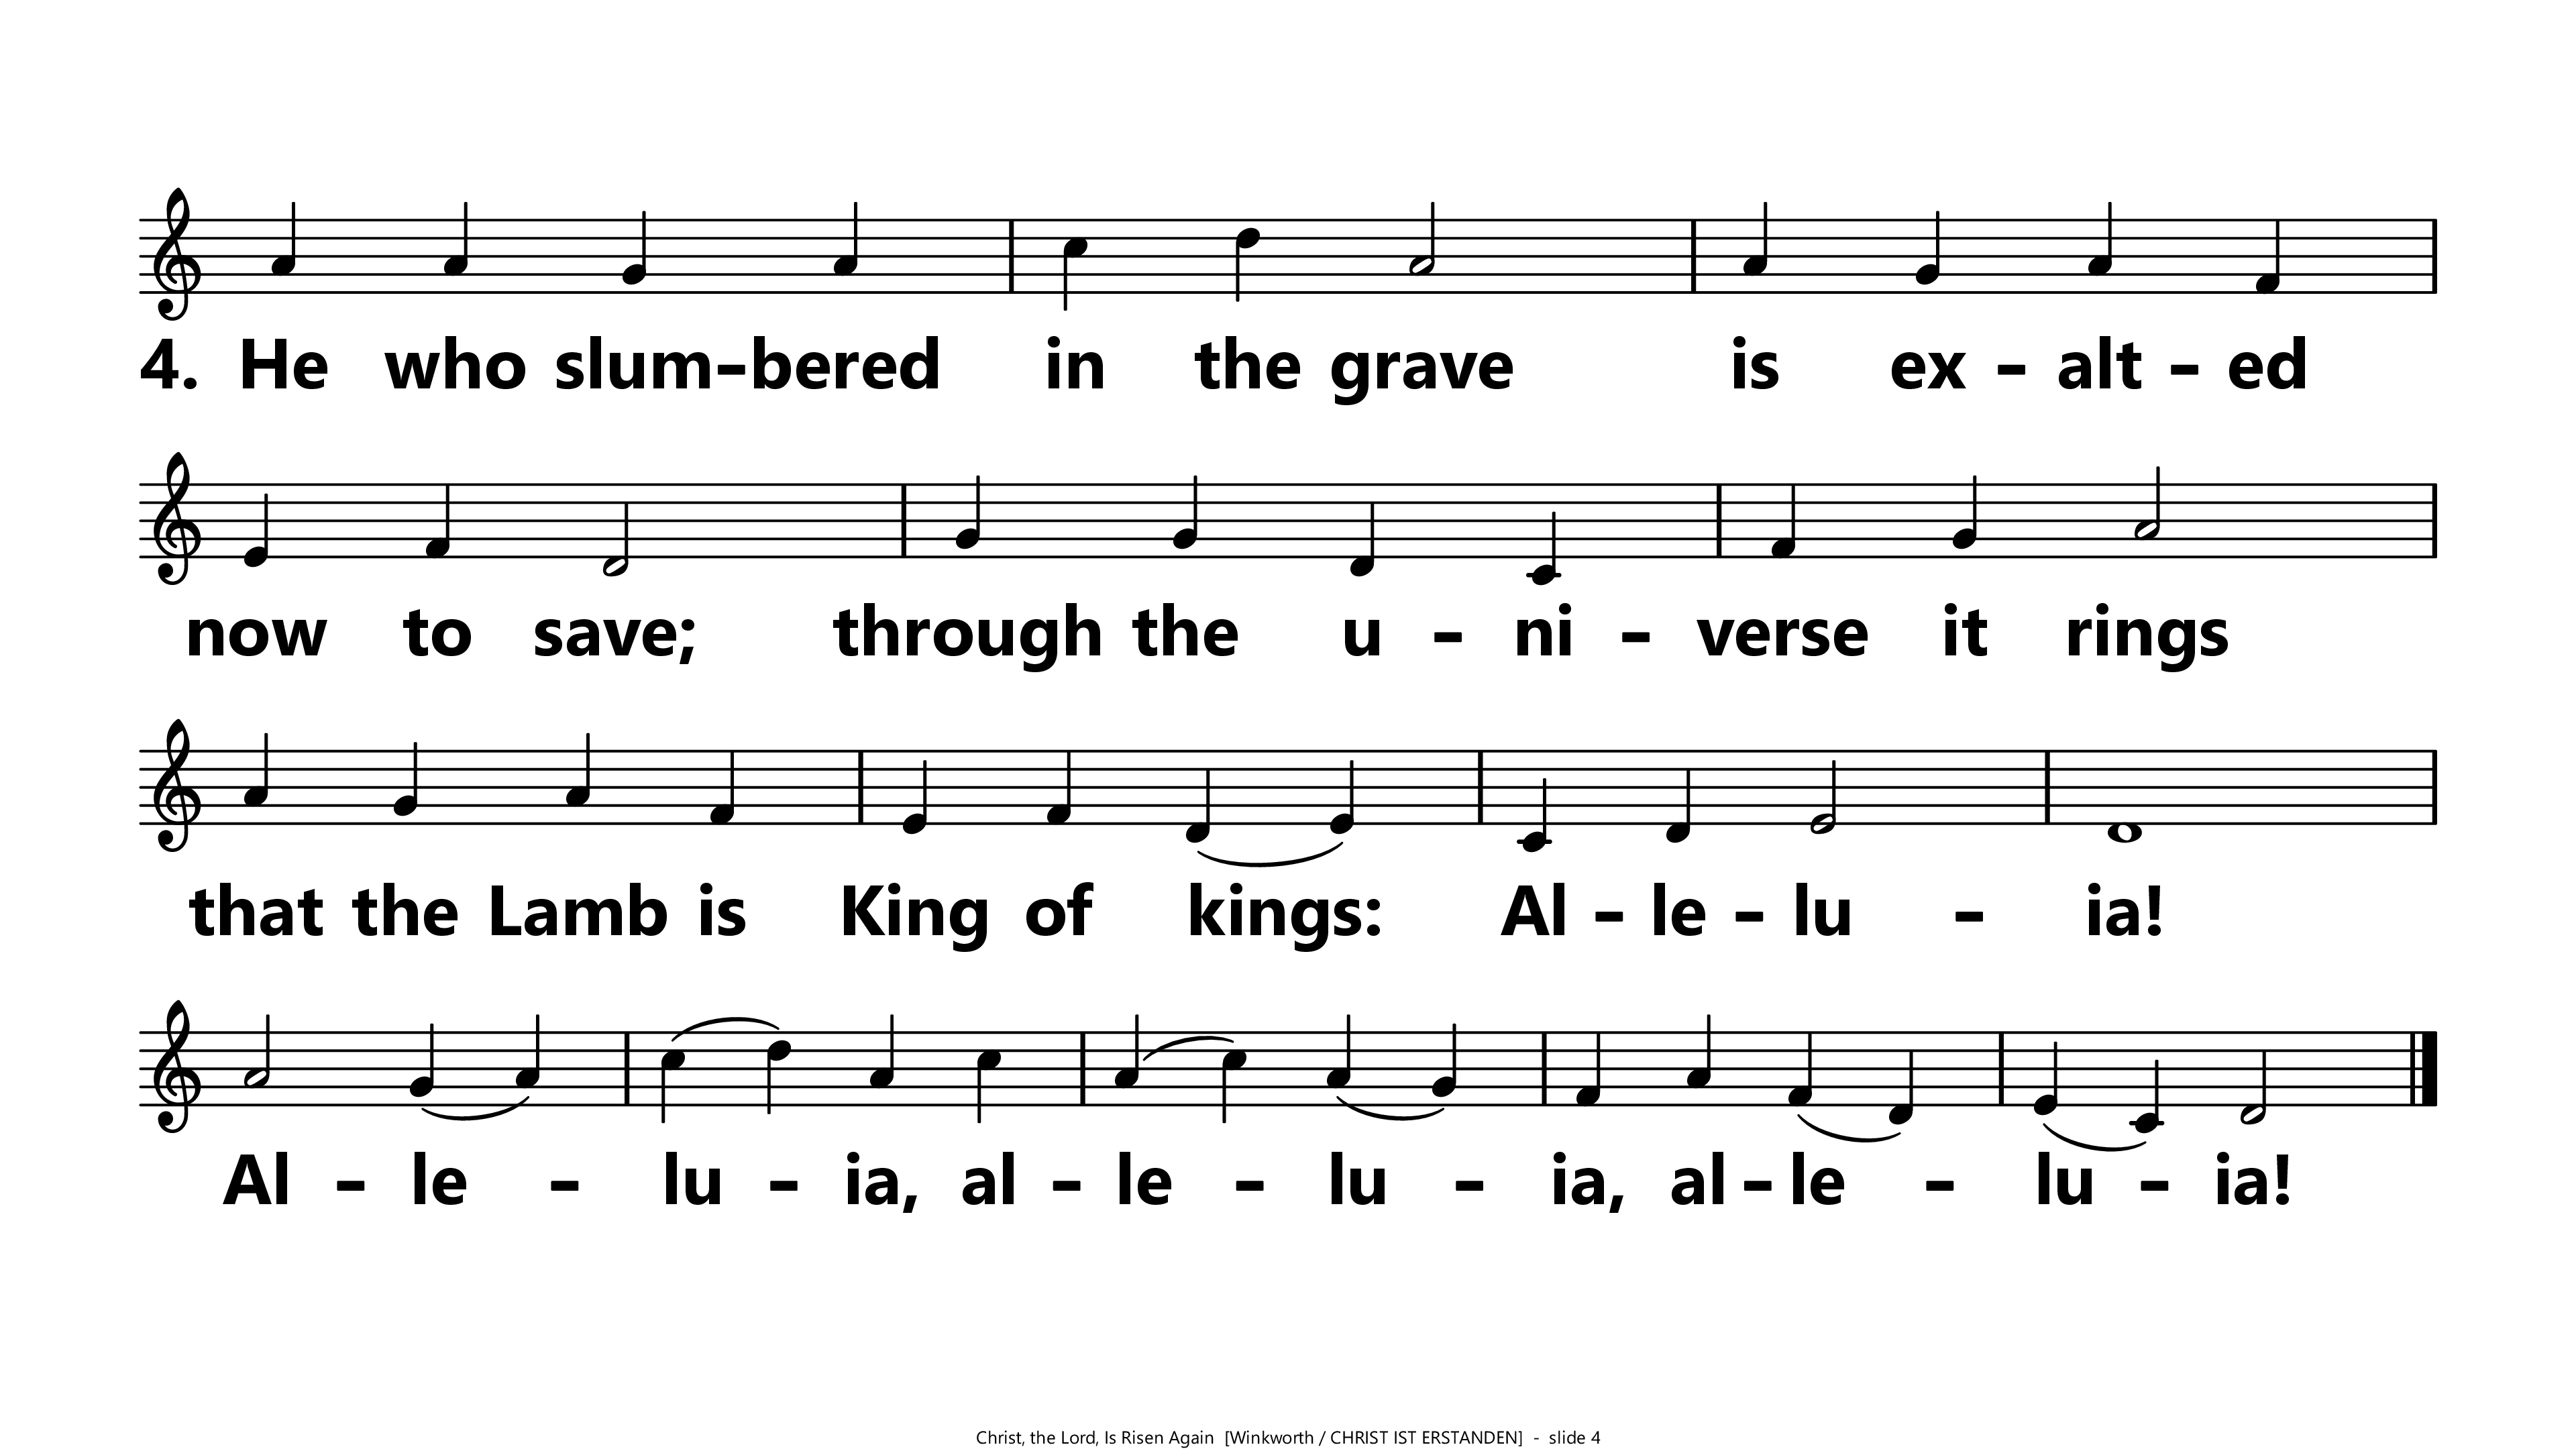 4. He who slum-bered in the grave is ex - alt - ed
now to save; through the u - ni - verse it rings
that the Lamb is King of kings: Al - le - lu - ia!
Al - le - lu - ia, al - le - lu - ia, al - le - lu - ia!
Christ, the Lord, Is Risen Again [Winkworth / CHRIST IST ERSTANDEN] - slide 4